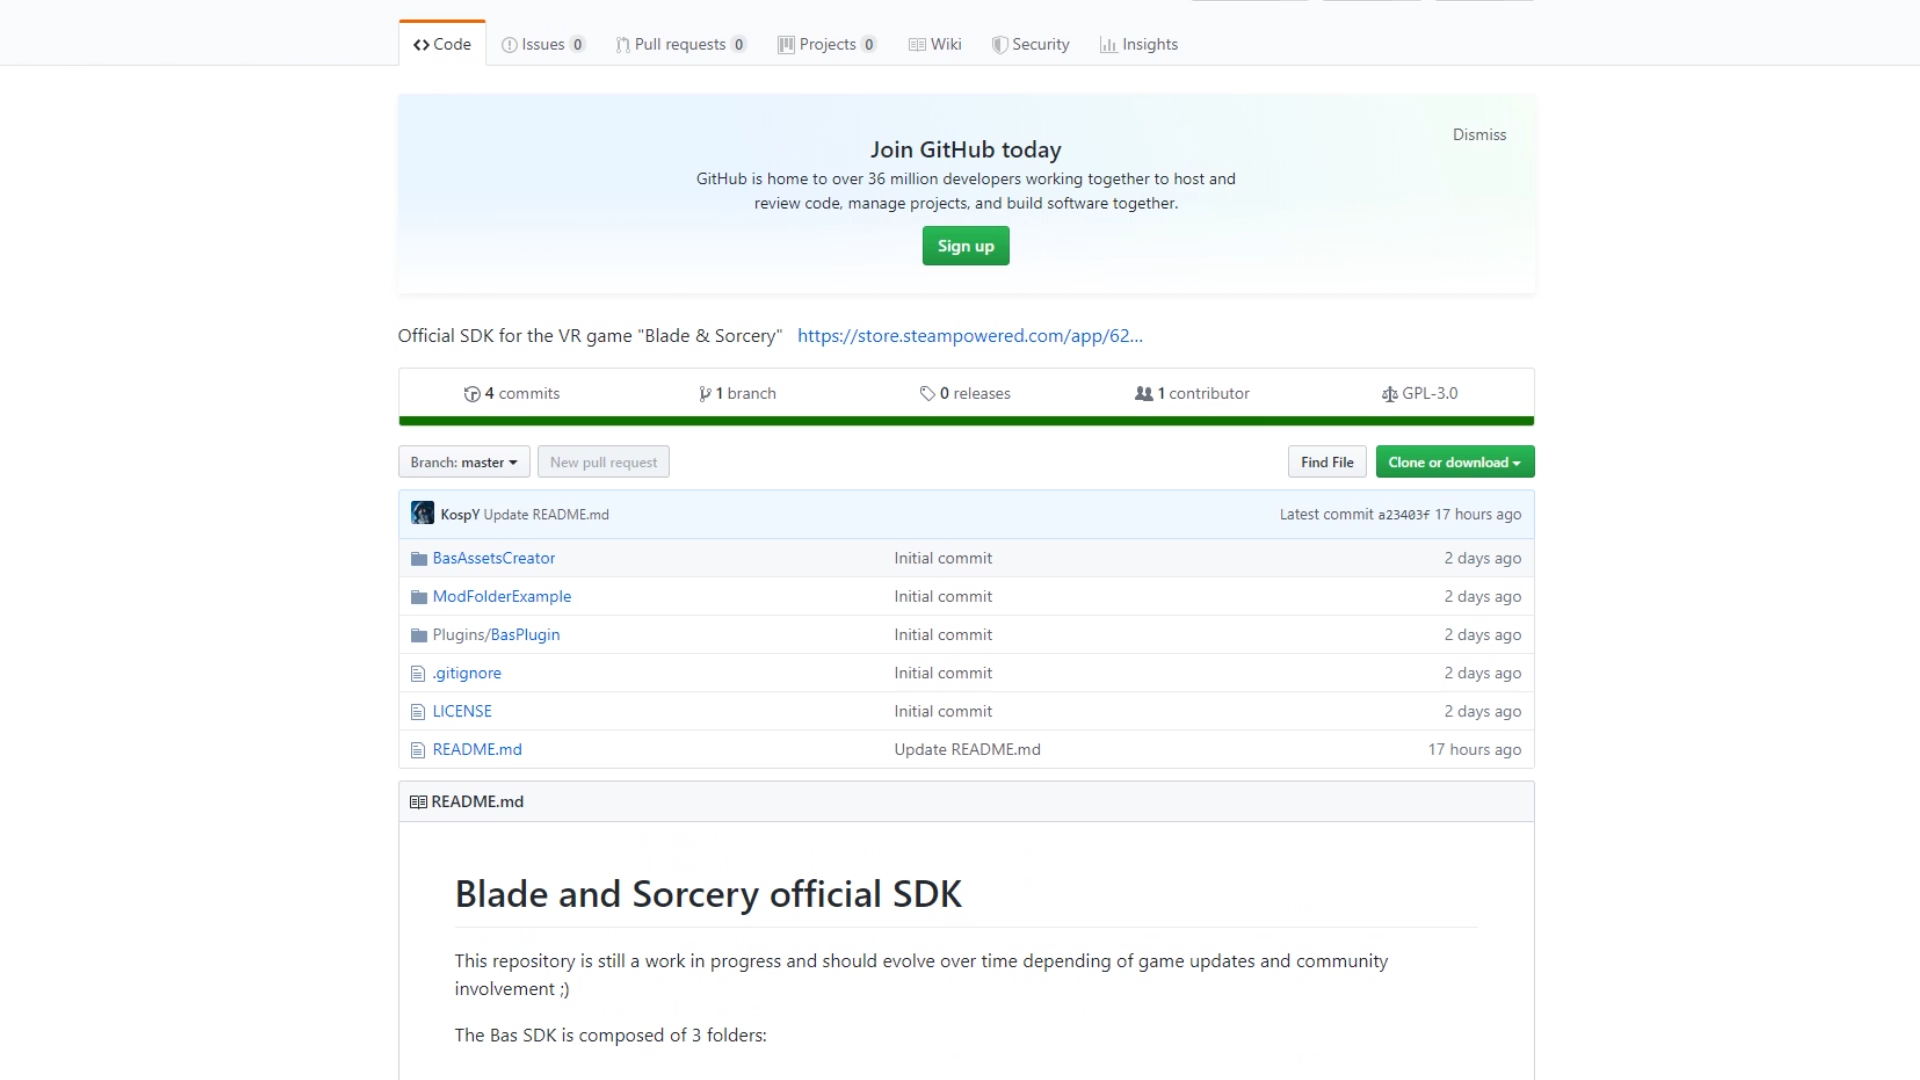 Code Issues 0 Pull requests 0 Projects 0 Wiki Security Insights
Dismiss
Join GitHub today
GitHub is home to over 36 million developers working together to host and
review code, manage projects, and build software together.
Sign up
Official SDK for the VR game "Blade & Sorcery" https://store.steampowered.com/app/62...
4 commits 1 branch 0 releases 1 contributor GPL-3.0
Branch: master New pull request Find File Clone or download
KospY Update README.md Latest commit a23403f 17 hours ago
BasAssetsCreator Initial commit 2 days ago
ModFolderExample Initial commit 2 days ago
Plugins/BasPlugin Initial commit 2 days ago
.gitignore Initial commit 2 days ago
LICENSE Initial commit 2 days ago
README.md Update README.md 17 hours ago
README.md
Blade and Sorcery official SDK
This repository is still a work in progress and should evolve over time depending of game updates and community
involvement ;)
The Bas SDK is composed of 3 folders: